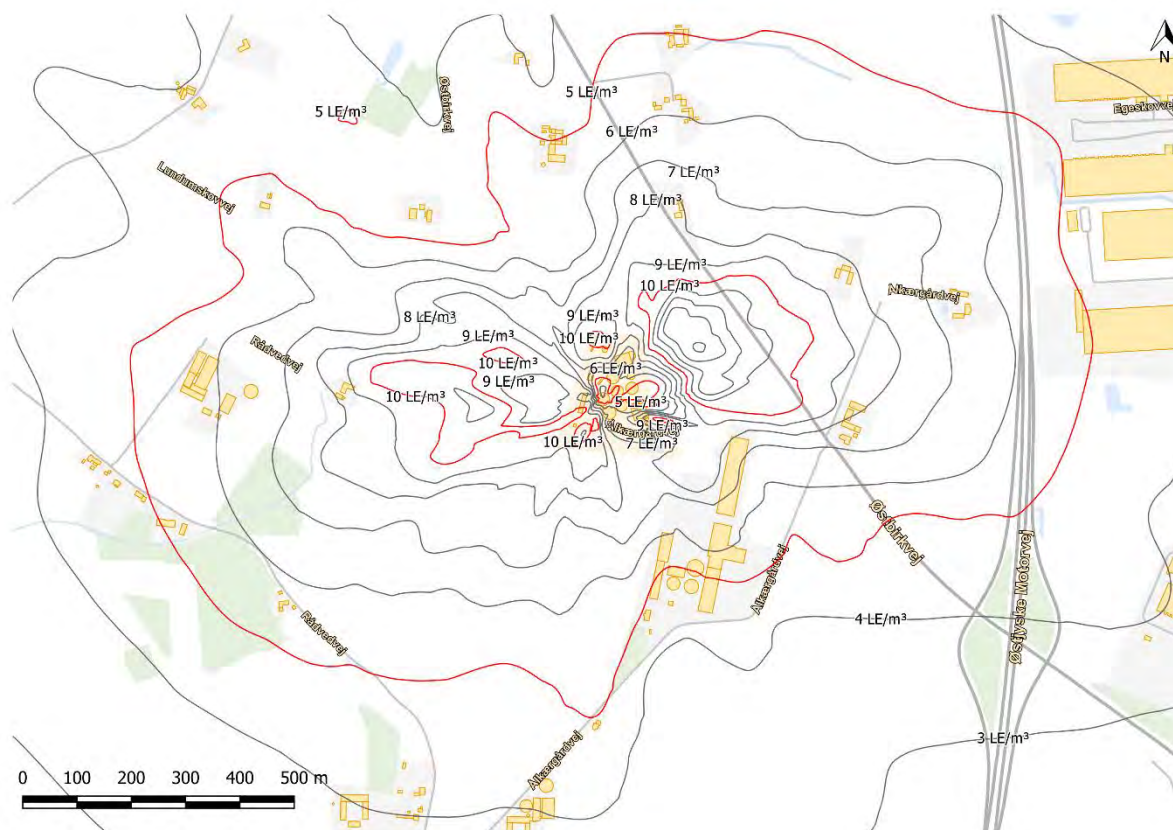 N
Østbirkvej
5 LE/m³
5 LE/m³
Egeskovvej
6 LE/m³
Lundumskovvej
7 LE/m³
8 LE/m³
9 LE/m³
10 LE/m³
Alkærgårdvej
8 LE/m³
9 LE/m³
9 LE/m³
10 LE/m³
Rådvedvej
10 LE/m³
6 LE/m³
9 LE/m³
10 LE/m³
5 LE/m³
9 LE/m³
Alkærgårdvej
10 LE/m³
7 LE/m³
Østbirkvej
Alkærgårdvej
Rådvedvej
4 LE/m³
Østjyske Motorvej
3 LE/m³
Alkærgårdvej
0 100 200 300 400 500 m